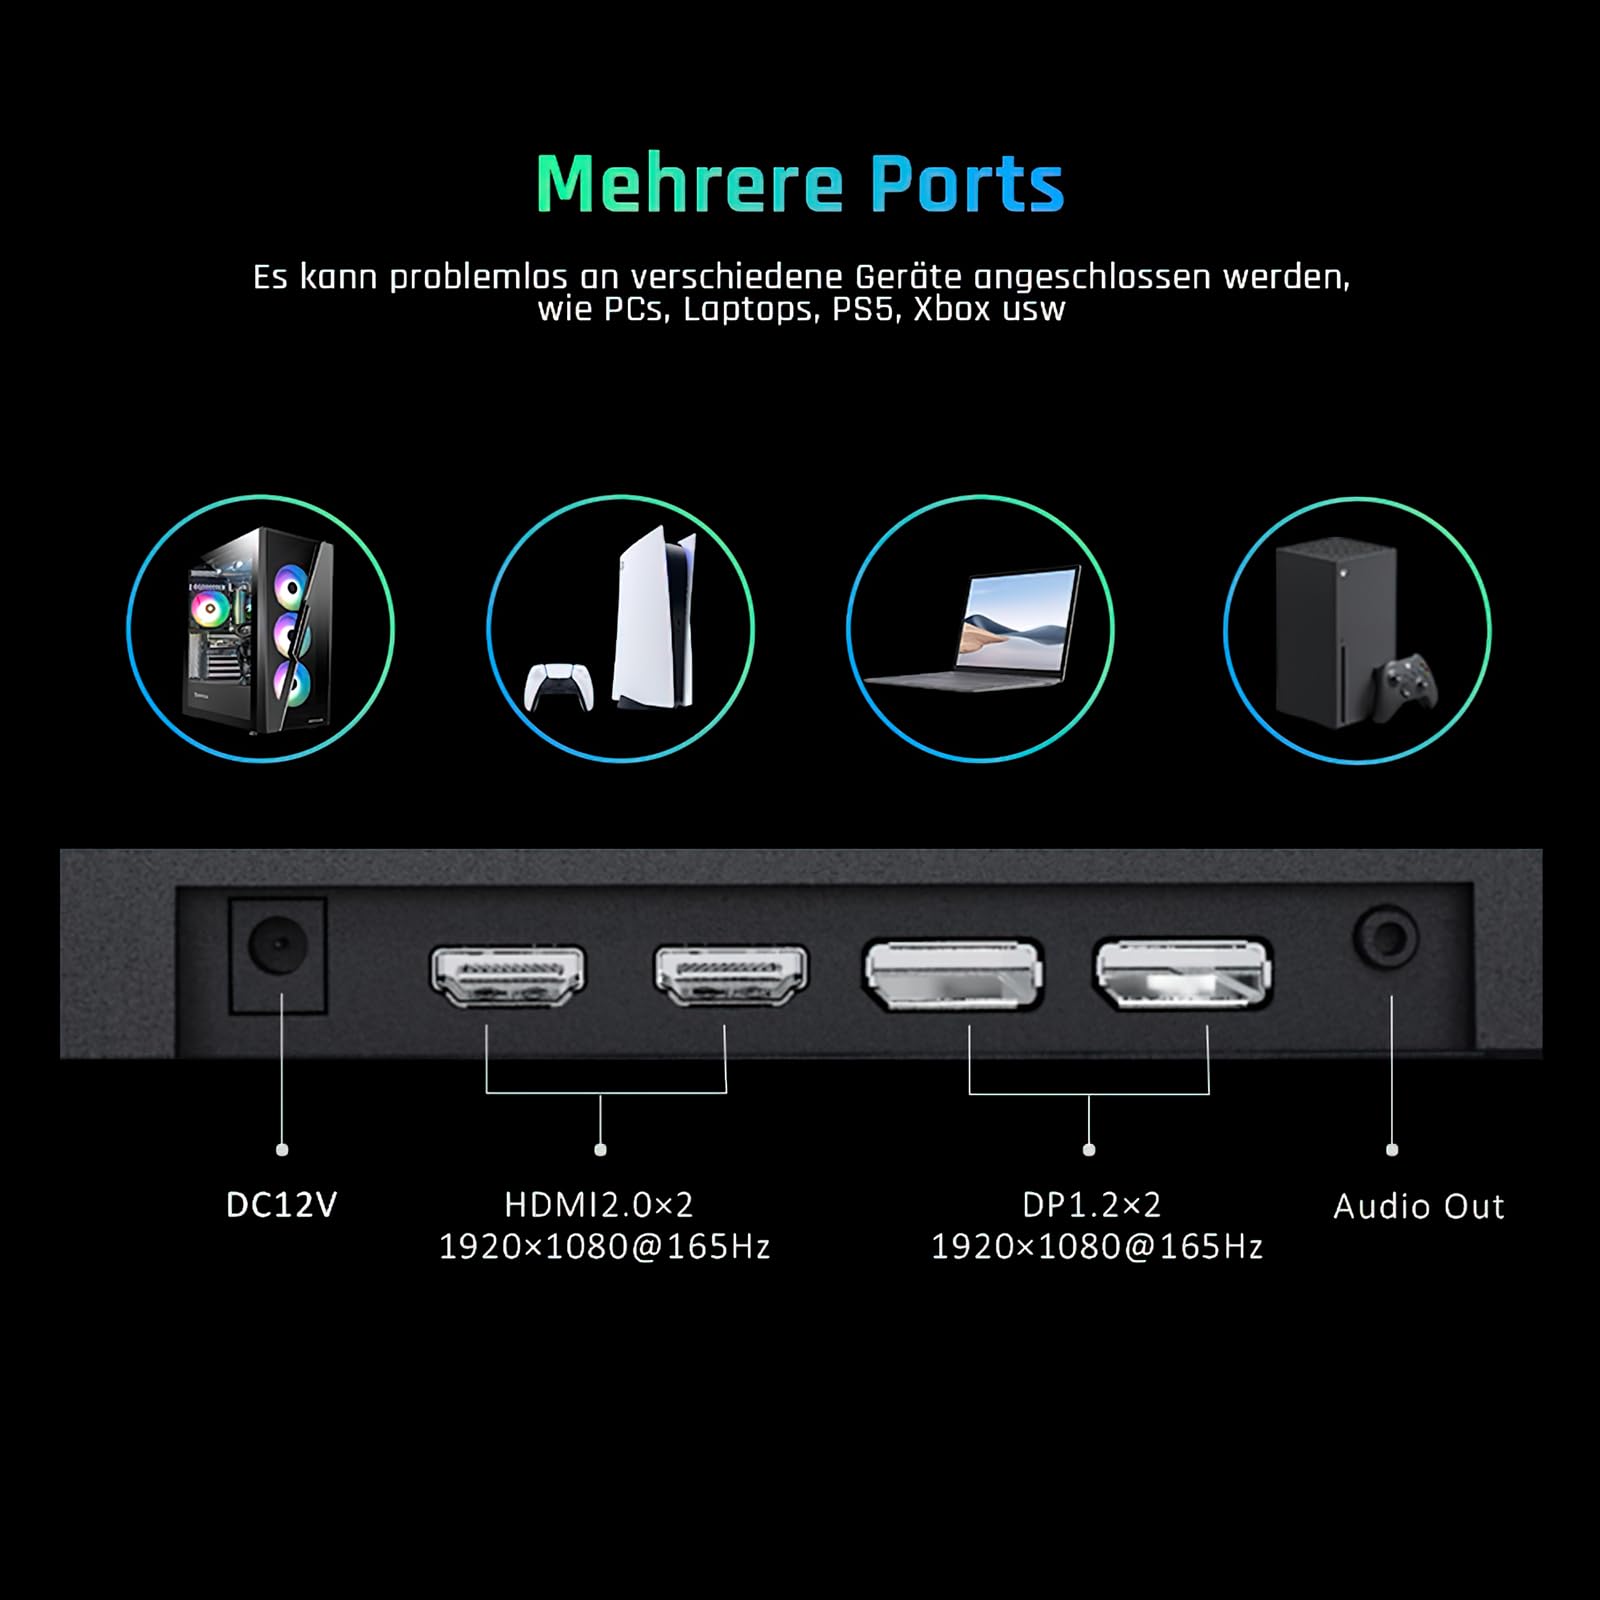 Mehrere Ports
Es kann problemlos an verschiedene Geräte angeschlossen werden,
wie PCs, Laptops, PS5, Xbox usw
DC12V
HDMI2.0×2
1920×1080@165Hz
DP1.2×2
1920×1080@165Hz
Audio Out